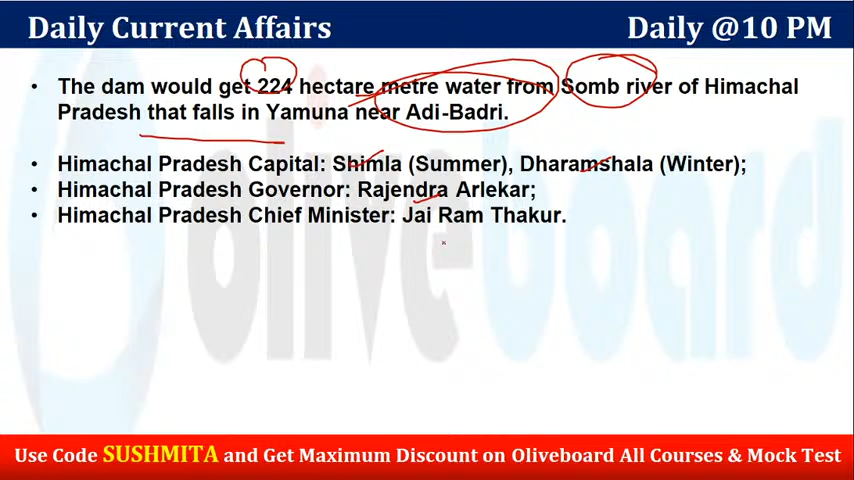 Daily Current Affairs Daily @10 PM
• The dam would get 224 hectare metre water from Somb river of Himachal
Pradesh that falls in Yamuna near Adi-Badri.
• Himachal Pradesh Capital: Shimla (Summer), Dharamshala (Winter);
• Himachal Pradesh Governor: Rajendra Arlekar;
• Himachal Pradesh Chief Minister: Jai Ram Thakur.
oliveboard
Use Code SUSHMITA and Get Maximum Discount on Oliveboard All Courses & Mock Test